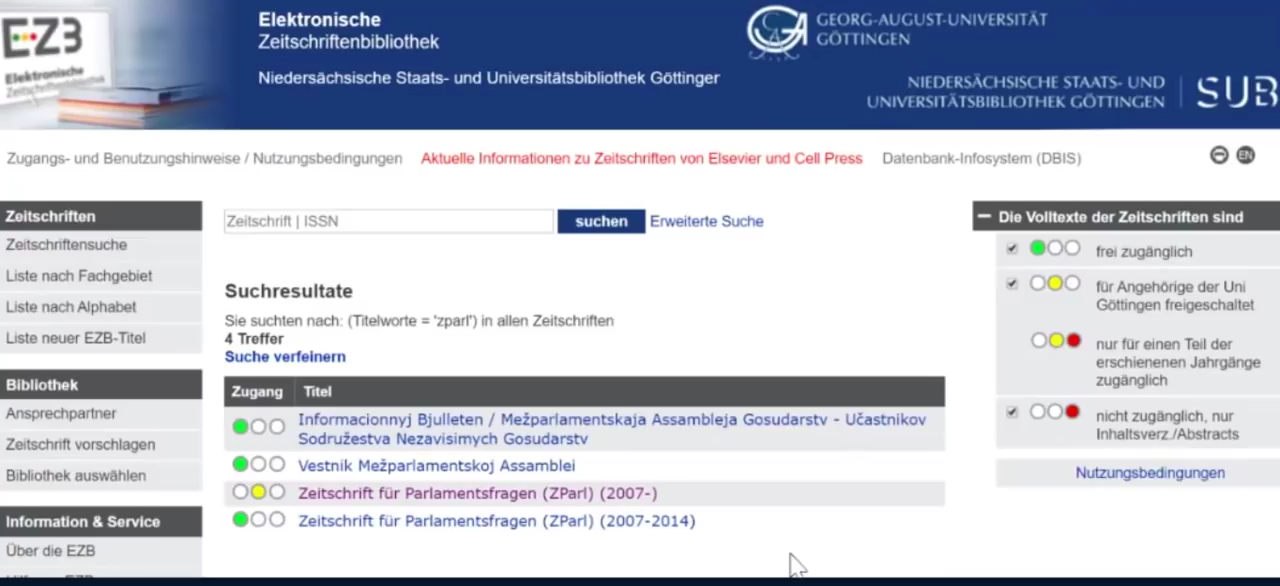 EZB
Elektronische
Zeitschriftenbibliothek
Elektronische
Zeitschriftenbibliothek
Niedersächsische Staats- und Universitätsbibliothek Göttinger
GEORG-AUGUST-UNIVERSITÄT
GÖTTINGEN
NIEDERSÄCHSISCHE STAATS- UND
UNIVERSITÄTSBIBLIOTHEK GÖTTINGEN
SUB
Zugangs- und Benutzungshinweise / Nutzungsbedingungen
Aktuelle Informationen zu Zeitschriften von Elsevier und Cell Press
Datenbank-Infosystem (DBIS)
EN
Zeitschriften
Zeitschriftensuche
Liste nach Fachgebiet
Liste nach Alphabet
Liste neuer EZB-Titel
Bibliothek
Ansprechpartner
Zeitschrift vorschlagen
Bibliothek auswählen
Information & Service
Über die EZB
Zeitschrift | ISSN
suchen
Erweiterte Suche
Suchresultate
Sie suchten nach: (Titelworte = 'zparl') in allen Zeitschriften
4 Treffer
Suche verfeinern
Zugang Titel
Informacionnyj Bjulleten / Mežparlamentskaja Assambleja Gosudarstv - Učastnikov
Sodružestva Nezavisimych Gosudarstv
Vestnik Mežparlamentskoj Assamblei
Zeitschrift für Parlamentsfragen (ZParl) (2007-)
Zeitschrift für Parlamentsfragen (ZParl) (2007-2014)
Die Volltexte der Zeitschriften sind
frei zugänglich
für Angehörige der Uni
Göttingen freigeschaltet
nur für einen Teil der
erschienenen Jahrgänge
zugänglich
nicht zugänglich, nur
Inhaltsverz./Abstracts
Nutzungsbedingungen